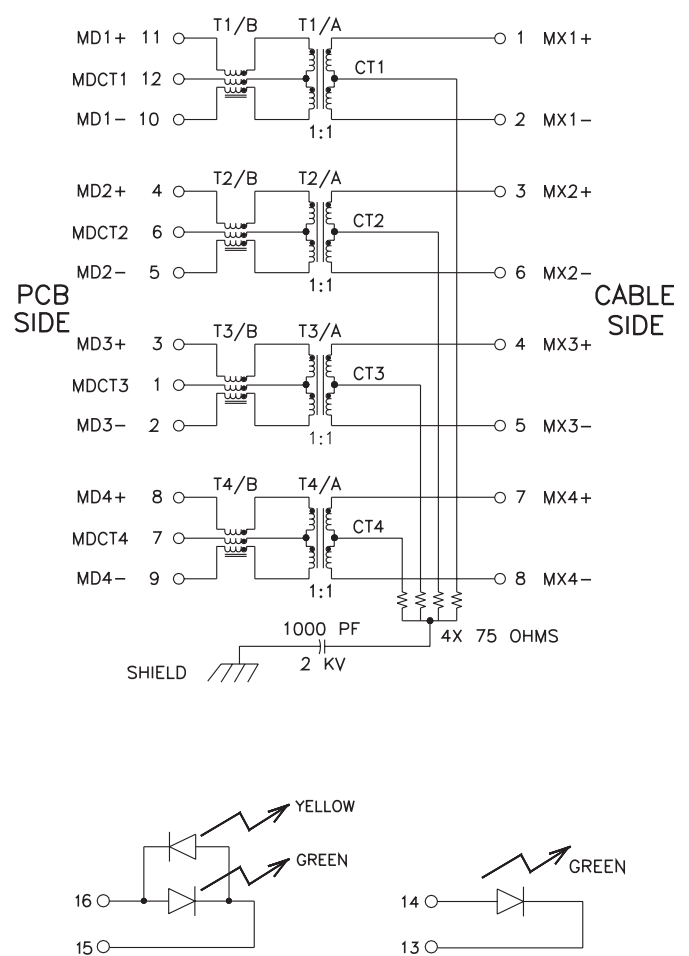 T1/B T1/A
MD1+ 11 1 MX1+
MDCT1 12 CT1
MD1- 10 2 MX1-
1:1
T2/B T2/A
MD2+ 4 3 MX2+
MDCT2 6 CT2
MD2- 5 6 MX2-
1:1
PCB
SIDE
CABLE
SIDE
T3/B T3/A
MD3+ 3 4 MX3+
MDCT3 1 CT3
MD3- 2 5 MX3-
1:1
T4/B T4/A
MD4+ 8 7 MX4+
MDCT4 7 CT4
MD4- 9 8 MX4-
1:1
1000 PF
4X 75 OHMS
2 KV
SHIELD
YELLOW
GREEN
16
15
GREEN
14
13